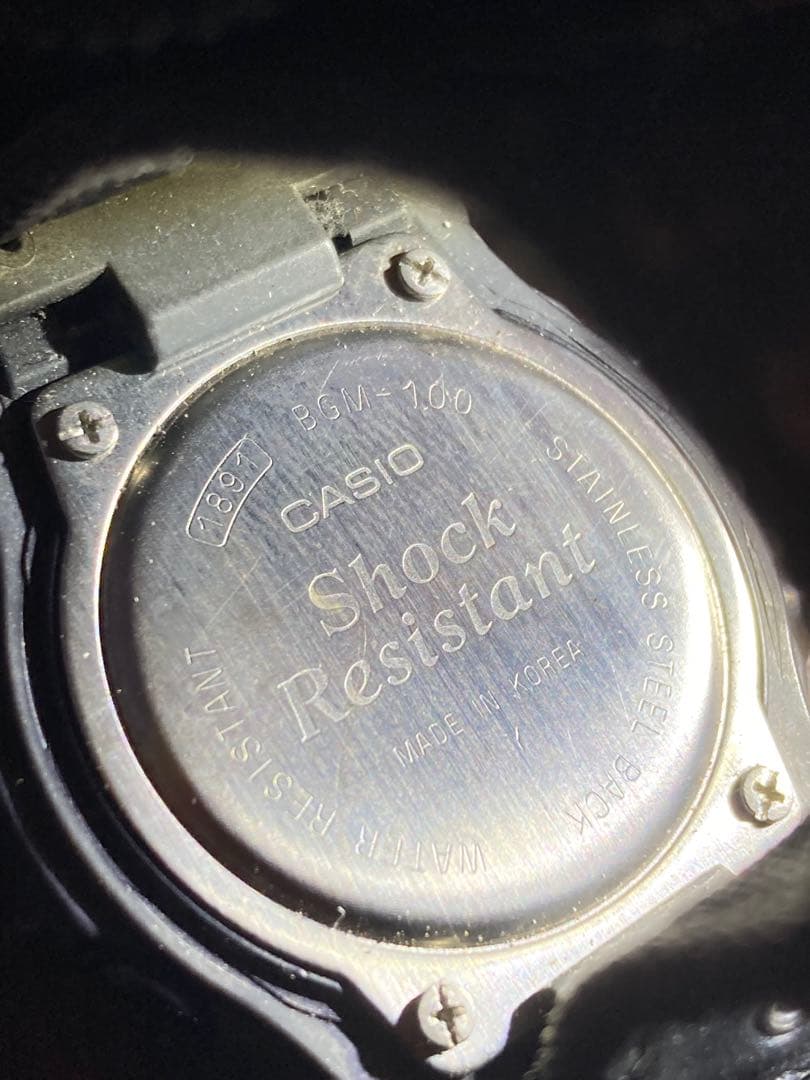 BGM-100
1891
CASIO
Shock
Resistant
MADE IN KOREA
STAINLESS STEEL BACK
WATER RESISTANT